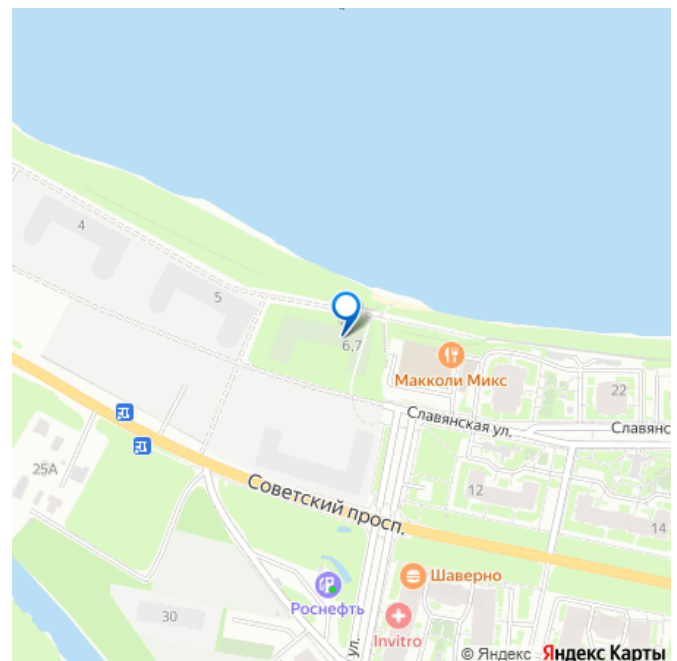 4
5
6,7
Макколи Микс
22
Славянская ул.
Славянс
25А
Советский просп.
12
14
Шаверно
Роснефть
30
Invitro
ул.
© Яндекс Яндекс Карты